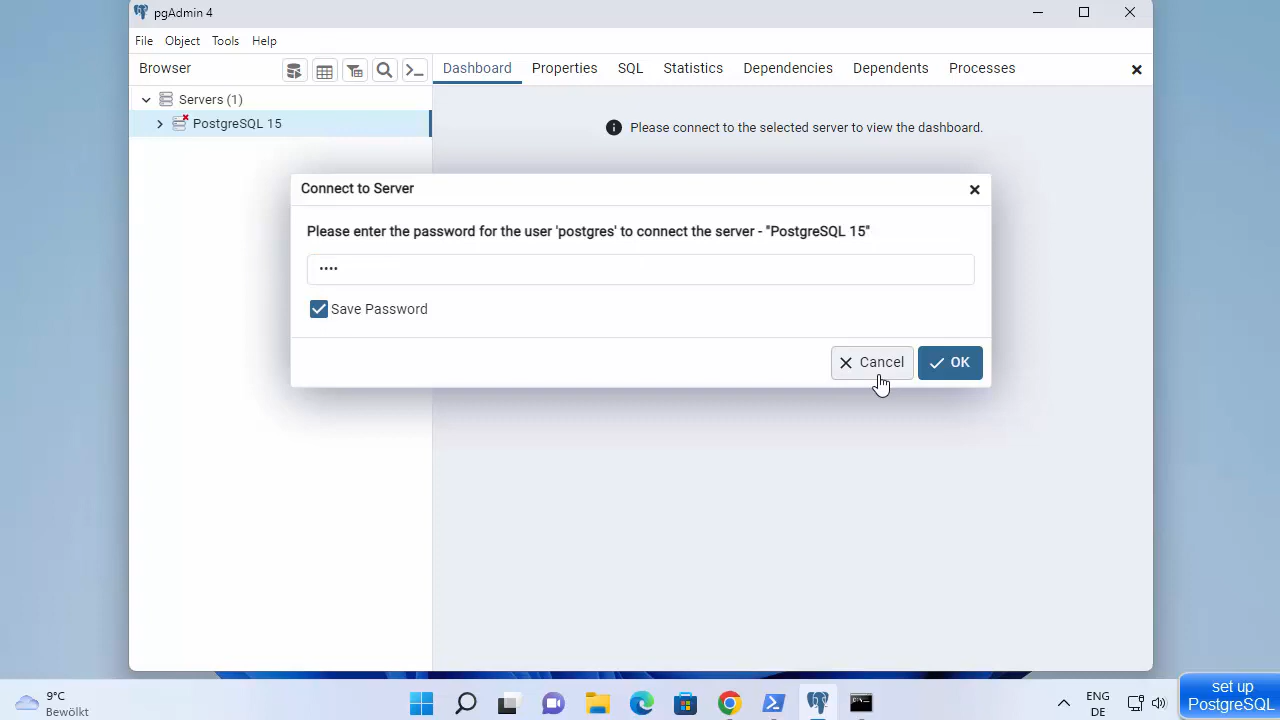 pgAdmin 4
File Object Tools Help
Browser
Dashboard Properties SQL Statistics Dependencies Dependents Processes
Servers (1)
PostgreSQL 15
Please connect to the selected server to view the dashboard.
Connect to Server
Please enter the password for the user 'postgres' to connect the server - "PostgreSQL 15"
••••
Save Password
Cancel
OK
9°C
Bewölkt
ENG
DE
set up
PostgreSQL